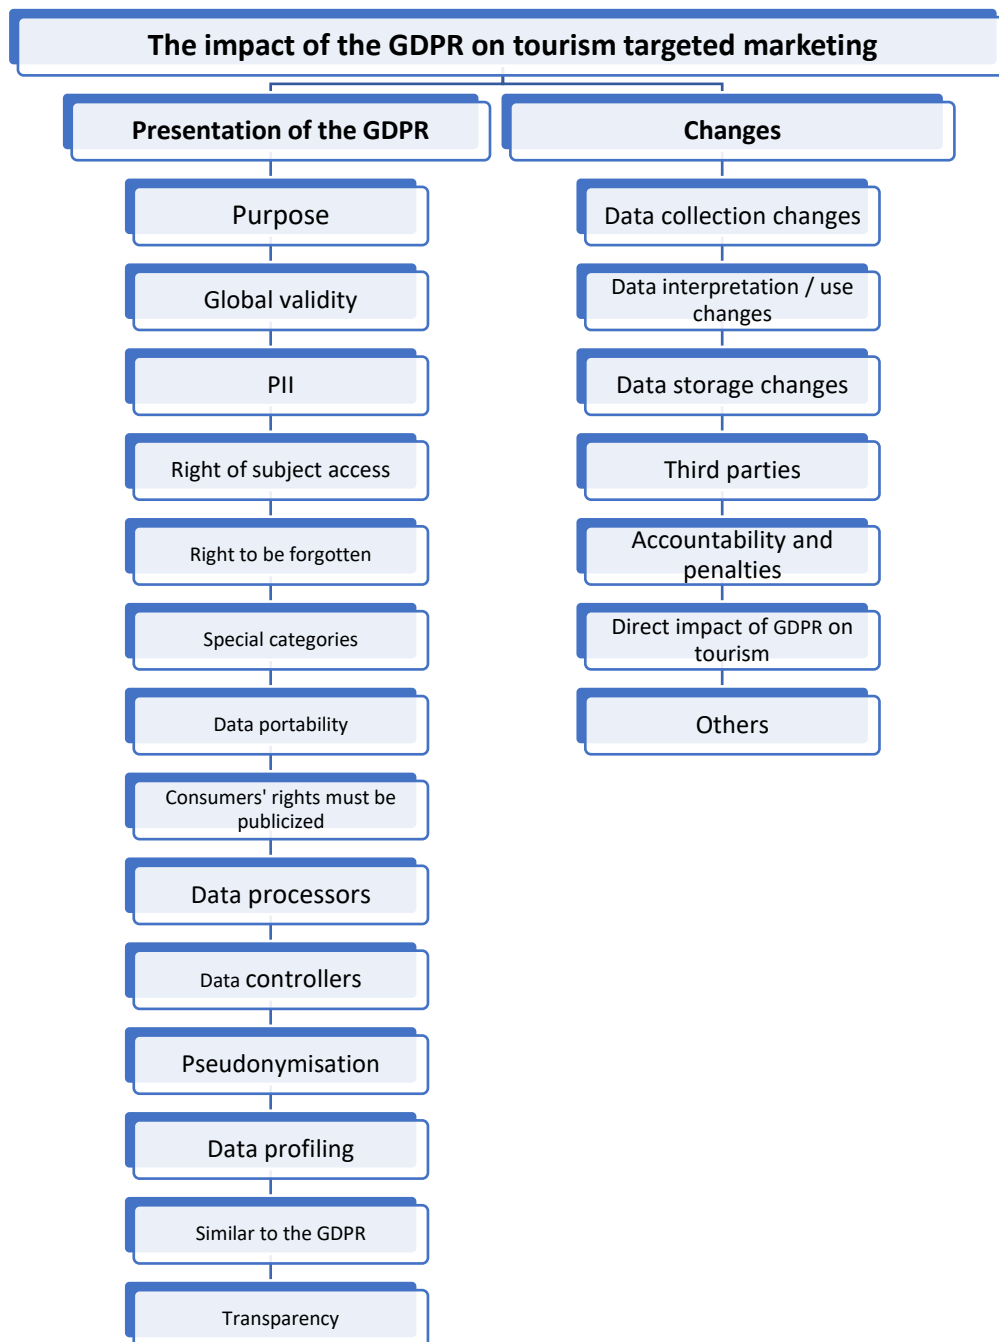 The impact of the GDPR on tourism targeted marketing
Presentation of the GDPR
Purpose
Global validity
PII
Right of subject access
Right to be forgotten
Special categories
Data portability
Consumers' rights must be
publicized
Data processors
Data controllers
Pseudonymisation
Data profiling
Similar to the GDPR
Transparency
Changes
Data collection changes
Data interpretation / use
changes
Data storage changes
Third parties
Accountability and
penalties
Direct impact of GDPR on
tourism
Others